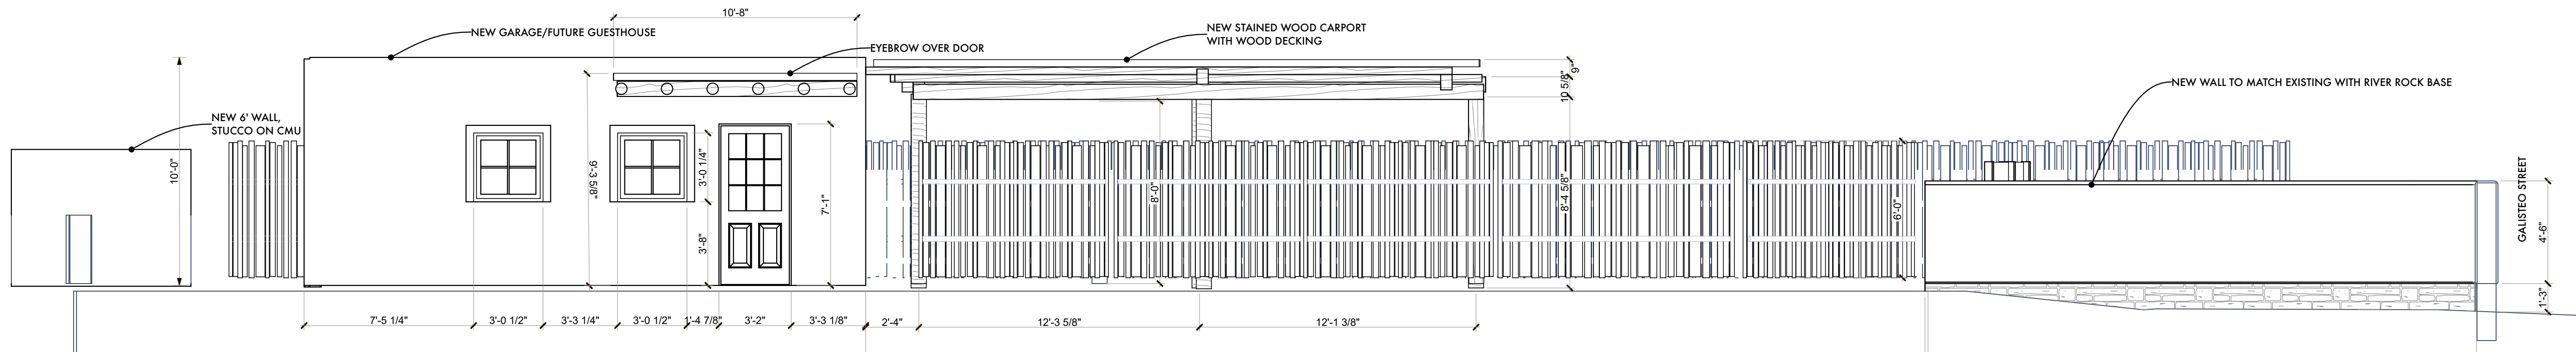 10'-8"
NEW GARAGE/FUTURE GUESTHOUSE
EYEBROW OVER DOOR
NEW STAINED WOOD CARPORT
WITH WOOD DECKING
9"
10 5/8"
NEW WALL TO MATCH EXISTING WITH RIVER ROCK BASE
NEW 6' WALL,
STUCCO ON CMU
10'-0"
9'-3 5/8"
3'-0 1/4"
3'-8"
7'-1"
8'-0"
8'-4 5/8"
6'-0"
GALISTEO STREET
4'-6"
1'-3"
7'-5 1/4"
3'-0 1/2"
3'-3 1/4"
3'-0 1/2"
1'-4 7/8"
3'-2"
3'-3 1/8"
2'-4"
12'-3 5/8"
12'-1 3/8"